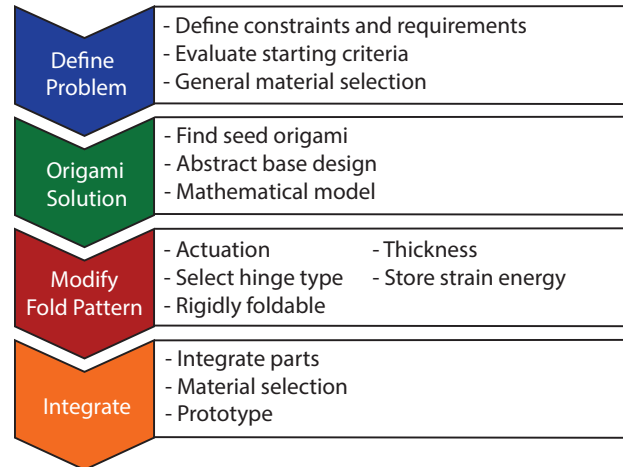 Define
Problem
- Define constraints and requirements
- Evaluate starting criteria
- General material selection
Origami
Solution
- Find seed origami
- Abstract base design
- Mathematical model
Modify
Fold Pattern
- Actuation
- Select hinge type
- Rigidly foldable
- Thickness
- Store strain energy
Integrate
- Integrate parts
- Material selection
- Prototype